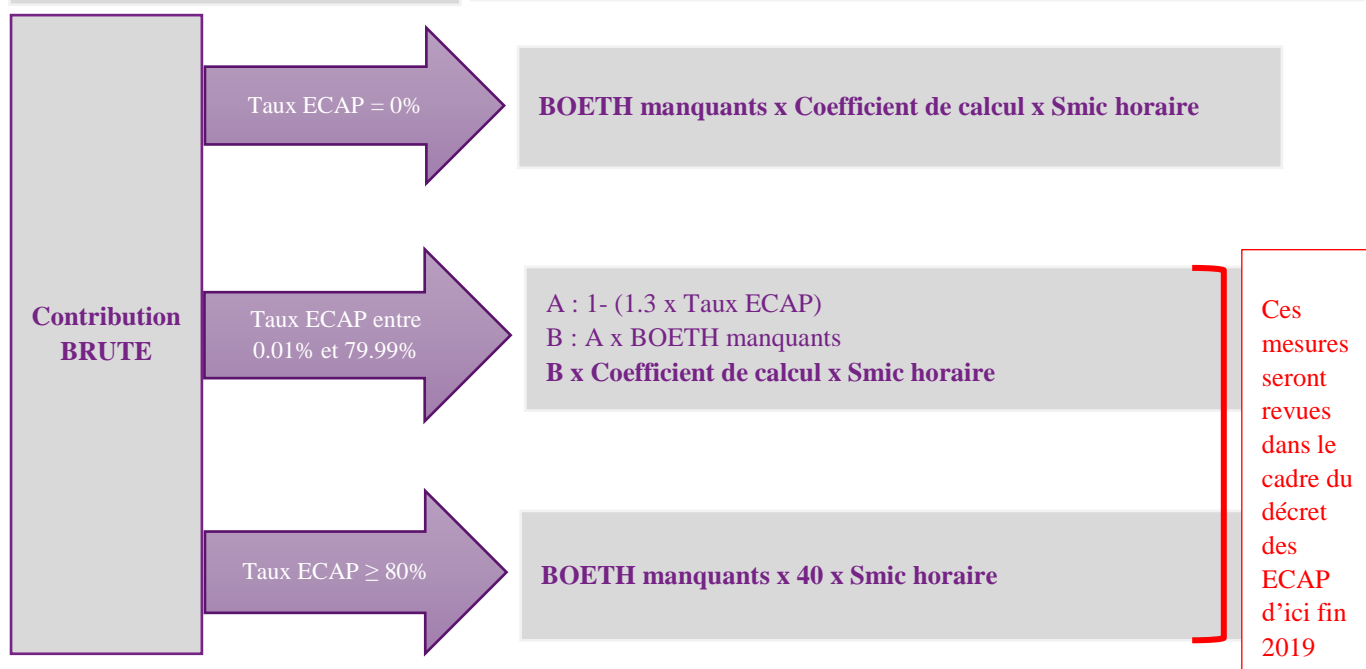 Contribution
BRUTE
Taux ECAP = 0%
BOETH manquants x Coefficient de calcul x Smic horaire
Taux ECAP entre
0.01% et 79.99%
A : 1- (1.3 x Taux ECAP)
B : A x BOETH manquants
B x Coefficient de calcul x Smic horaire
Taux ECAP ≥ 80%
BOETH manquants x 40 x Smic horaire
Ces
mesures
seront
revues
dans le
cadre du
décret
des
ECAP
d’ici fin
2019